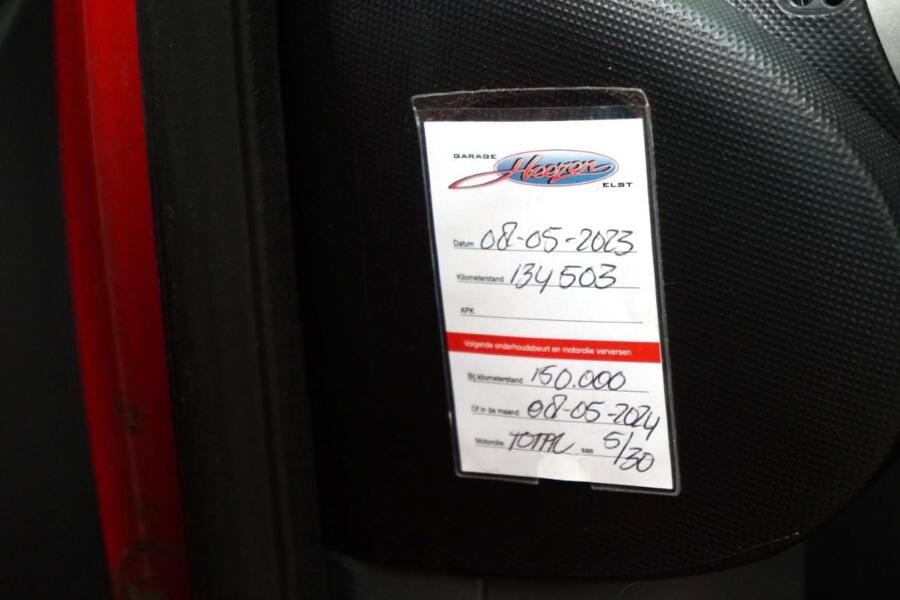 GARAGE
Heezen
ELST
Datum 08-05-2023
Kilometerstand 134503
APK
Volgende onderhoudsbeurt en motorolie verversen
Bij kilometerstand 150.000
Of in de maand 08-05-2024
Motorolie TOTAL sae 5/30